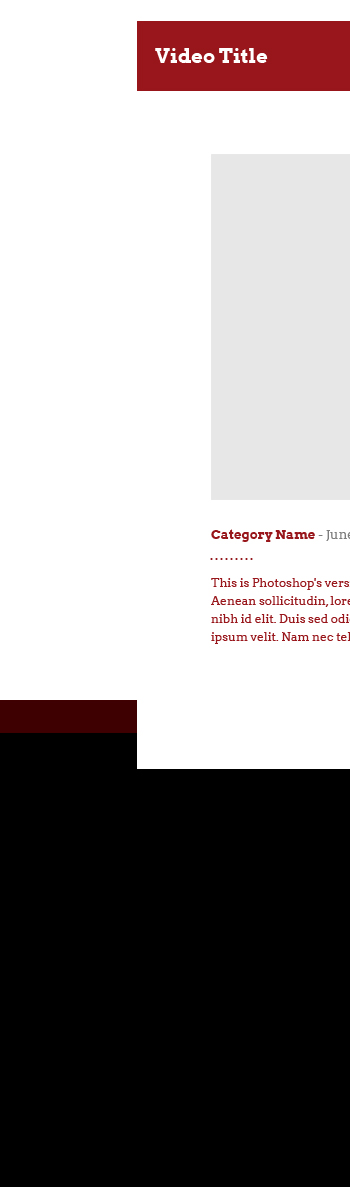 Video Title
Category Name - June
This is Photoshop's vers
Aenean sollicitudin, lore
nibh id elit. Duis sed odi
ipsum velit. Nam nec tel